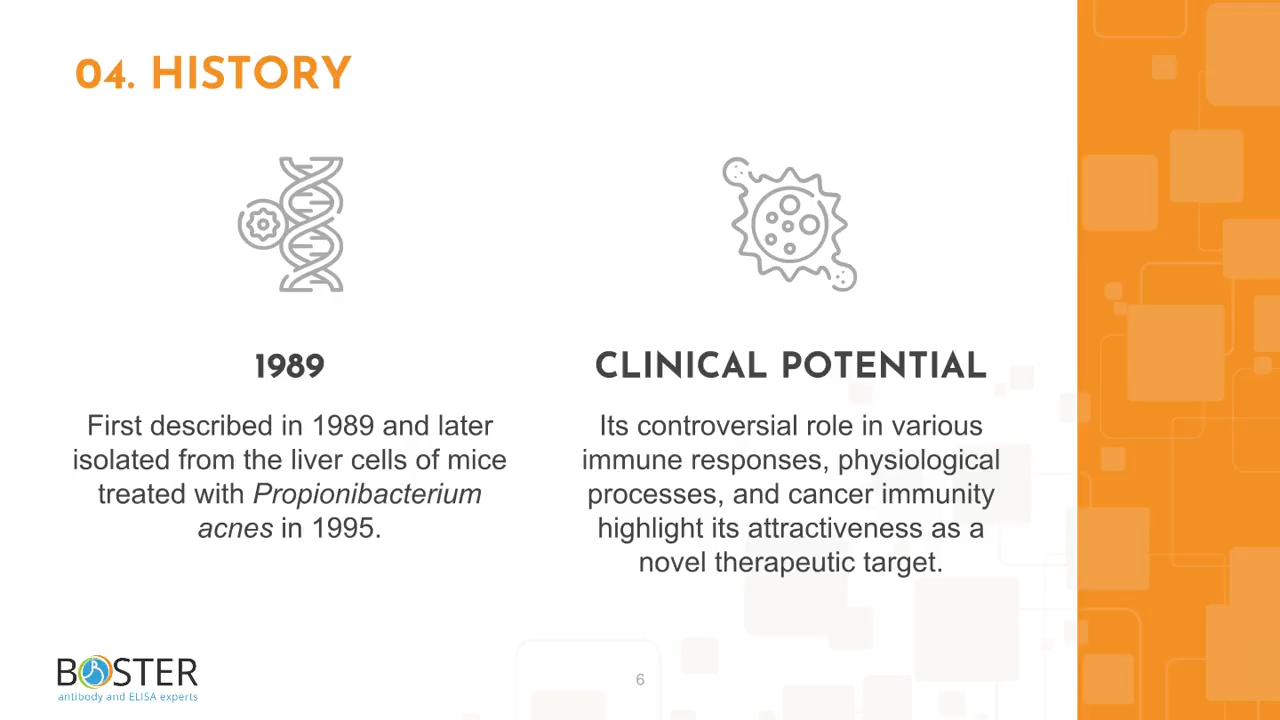 04. HISTORY
1989
First described in 1989 and later
isolated from the liver cells of mice
treated with Propionibacterium
acnes in 1995.
CLINICAL POTENTIAL
Its controversial role in various
immune responses, physiological
processes, and cancer immunity
highlight its attractiveness as a
novel therapeutic target.
BOSTER
antibody and ELISA experts
6